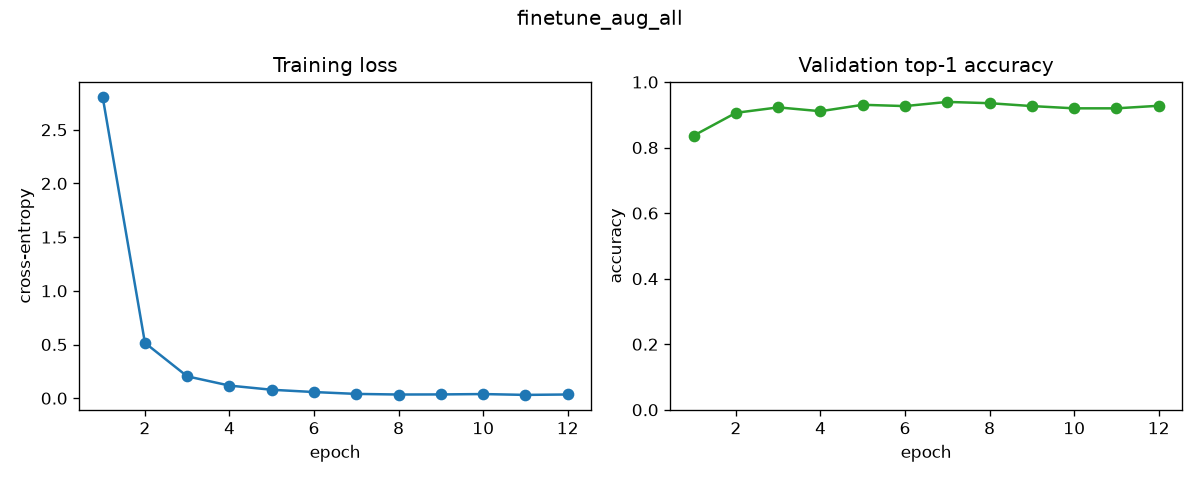 finetune_aug_all
Training loss
cross-entropy
2.5
2.0
1.5
1.0
0.5
0.0
2 4 6 8 10 12
epoch
Validation top-1 accuracy
accuracy
1.0
0.8
0.6
0.4
0.2
0.0
2 4 6 8 10 12
epoch